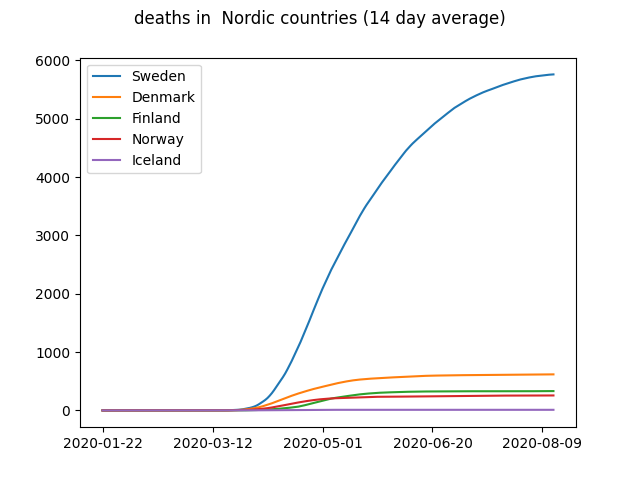 deaths in  Nordic countries (14 day average)
6000
5000
4000
3000
2000
1000
0
Sweden
Denmark
Finland
Norway
Iceland
2020-01-22 2020-03-12 2020-05-01 2020-06-20 2020-08-09